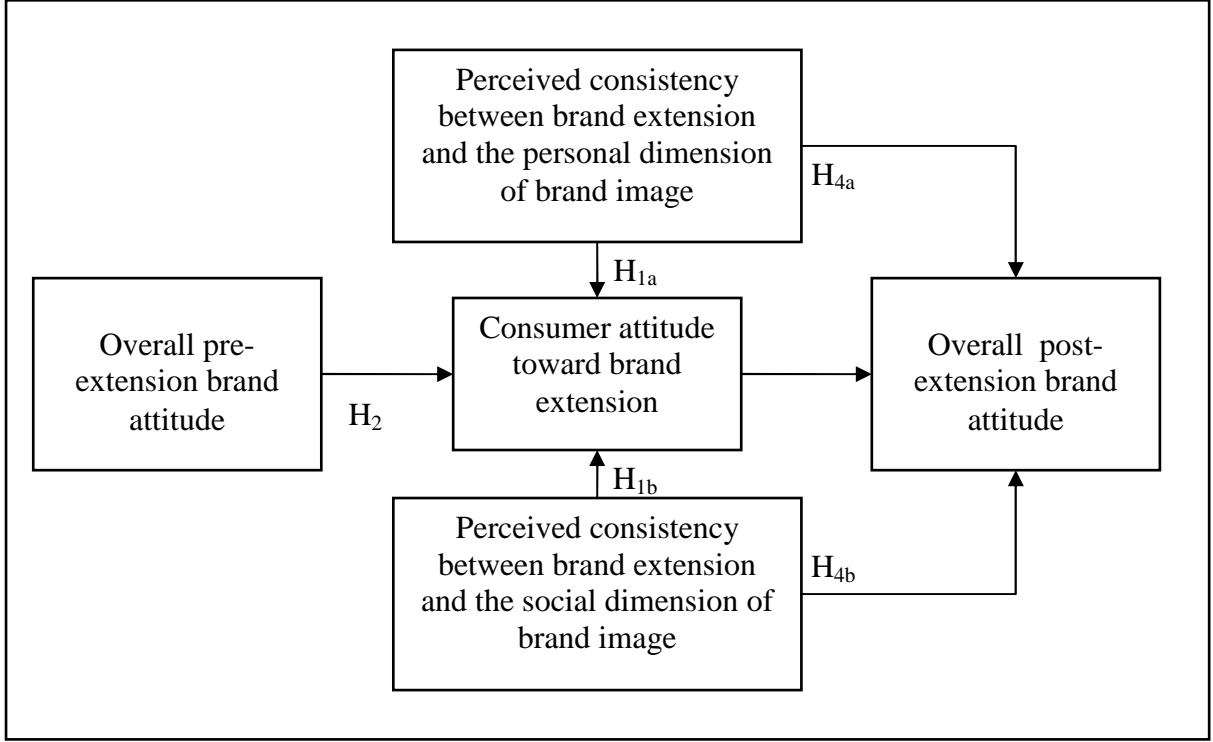 Perceived consistency
between brand extension
and the personal dimension
of brand image
H4a
H1a
Overall pre-
extension brand
attitude
H2
Consumer attitude
toward brand
extension
Overall post-
extension brand
attitude
H1b
Perceived consistency
between brand extension
and the social dimension of
brand image
H4b